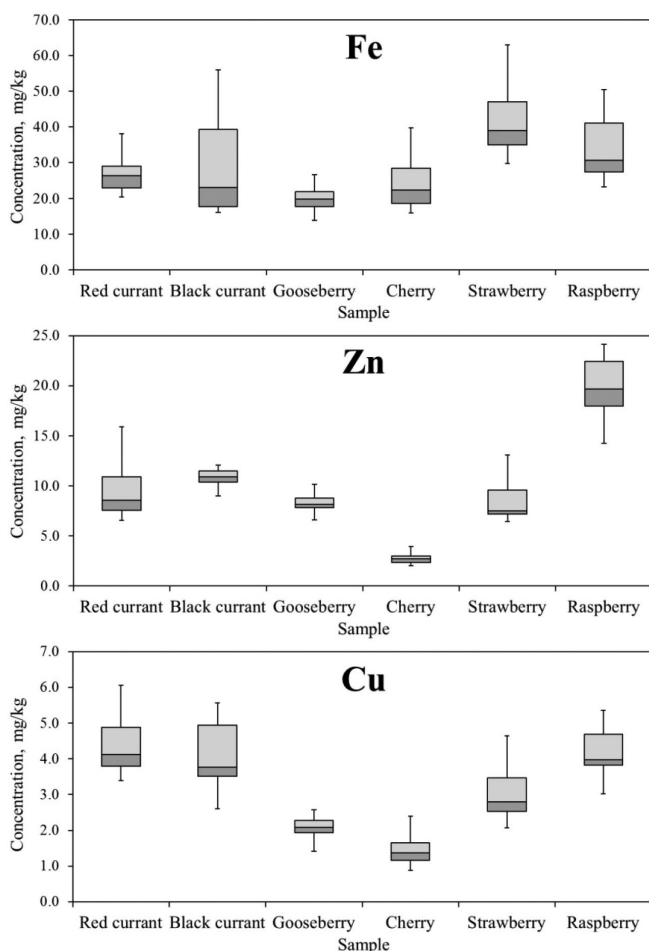 Fe
Concentration, mg/kg
70.0
60.0
50.0
40.0
30.0
20.0
10.0
0.0
Red currant Black currant Gooseberry Cherry Strawberry Raspberry
Sample
Zn
Concentration, mg/kg
25.0
20.0
15.0
10.0
5.0
0.0
Red currant Black currant Gooseberry Cherry Strawberry Raspberry
Sample
Cu
Concentration, mg/kg
7.0
6.0
5.0
4.0
3.0
2.0
1.0
0.0
Red currant Black currant Gooseberry Cherry Strawberry Raspberry
Sample